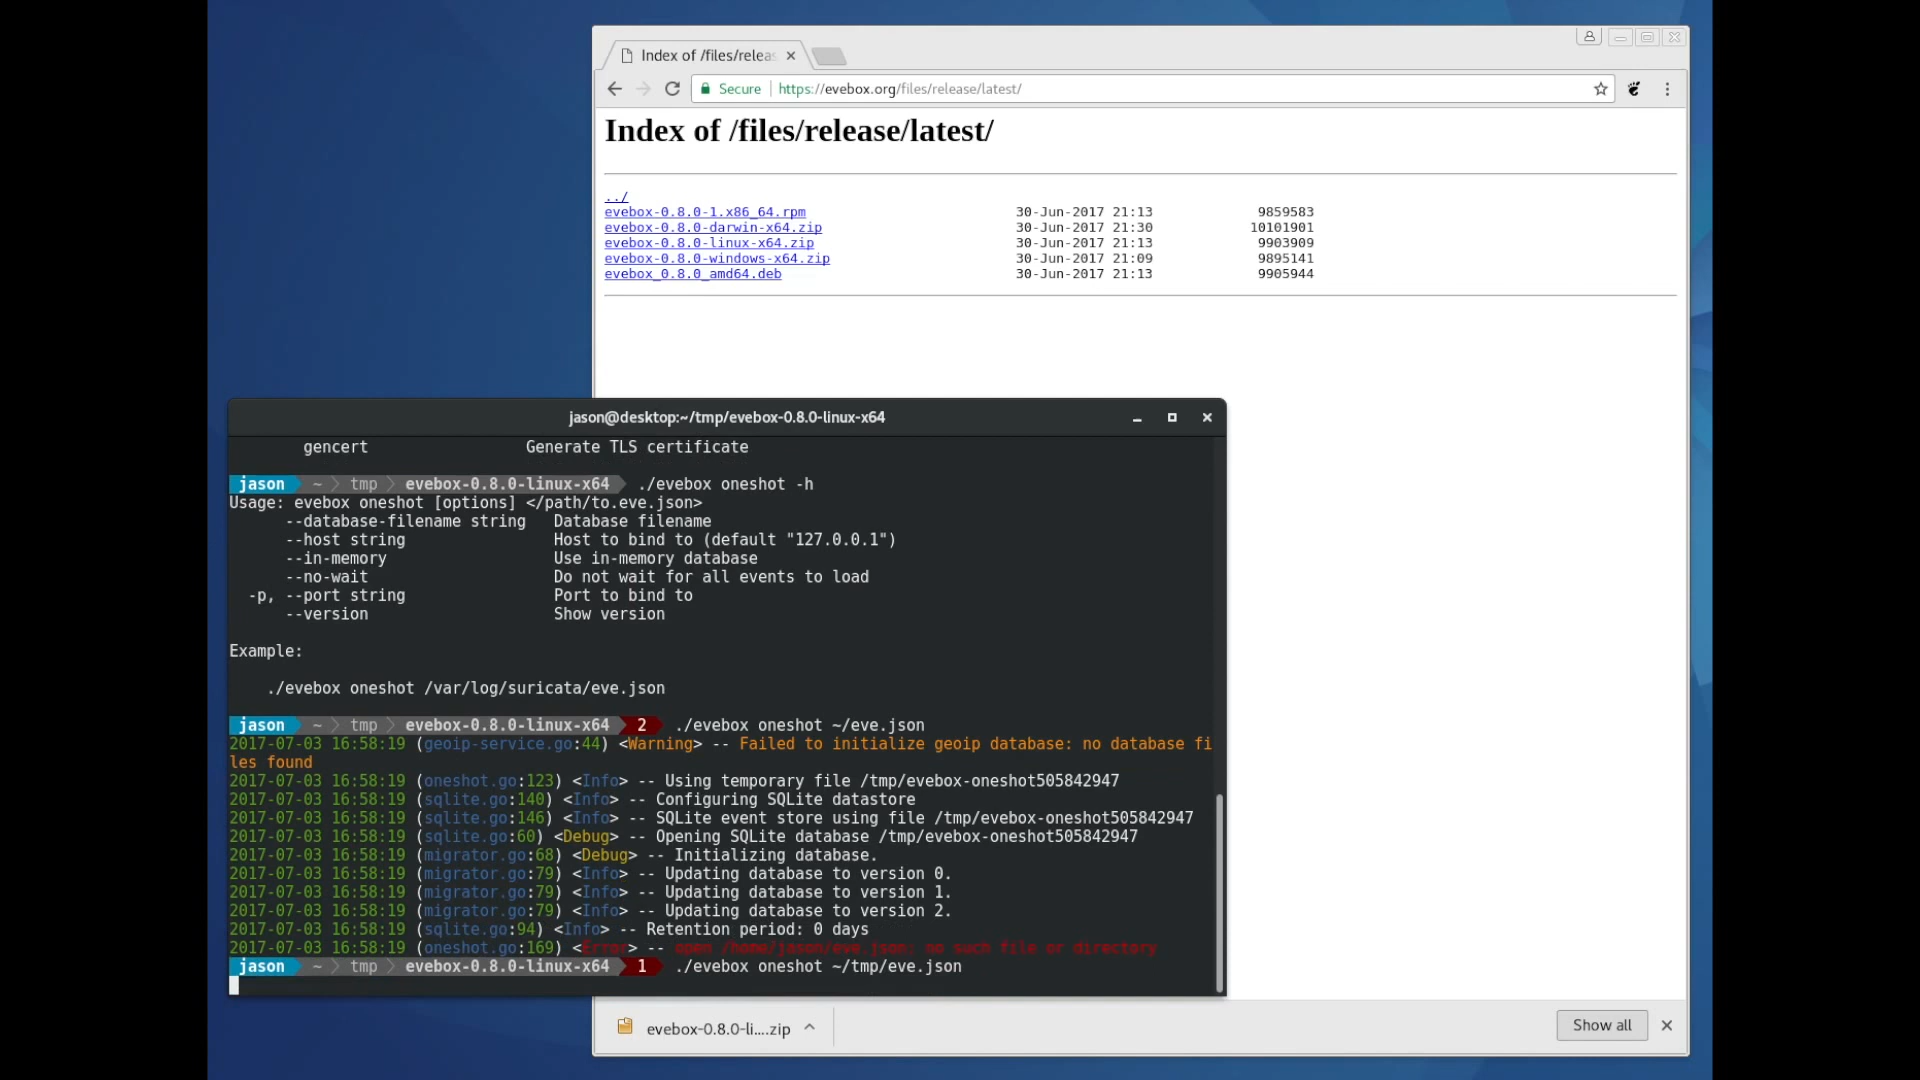 Index of /files/releas
Secure https://evebox.org/files/release/latest/
Index of /files/release/latest/
../
evebox-0.8.0-1.x86_64.rpm 30-Jun-2017 21:13 9859583
evebox-0.8.0-darwin-x64.zip 30-Jun-2017 21:30 10101901
evebox-0.8.0-linux-x64.zip 30-Jun-2017 21:13 9903909
evebox-0.8.0-windows-x64.zip 30-Jun-2017 21:09 9895141
evebox_0.8.0_amd64.deb 30-Jun-2017 21:13 9905944
jason@desktop:~/tmp/evebox-0.8.0-linux-x64
gencert Generate TLS certificate
jason ~ tmp evebox-0.8.0-linux-x64 ./evebox oneshot -h
Usage: evebox oneshot [options] </path/to.eve.json>
--database-filename string Database filename
--host string Host to bind to (default "127.0.0.1")
--in-memory Use in-memory database
--no-wait Do not wait for all events to load
-p, --port string Port to bind to
--version Show version
Example:
./evebox oneshot /var/log/suricata/eve.json
jason ~ tmp evebox-0.8.0-linux-x64 2 ./evebox oneshot ~/eve.json
2017-07-03 16:58:19 (geoip-service.go:44) <Warning> -- Failed to initialize geoip database: no database fi
les found
2017-07-03 16:58:19 (oneshot.go:123) <Info> -- Using temporary file /tmp/evebox-oneshot505842947
2017-07-03 16:58:19 (sqlite.go:140) <Info> -- Configuring SQLite datastore
2017-07-03 16:58:19 (sqlite.go:146) <Info> -- SQLite event store using file /tmp/evebox-oneshot505842947
2017-07-03 16:58:19 (sqlite.go:60) <Debug> -- Opening SQLite database /tmp/evebox-oneshot505842947
2017-07-03 16:58:19 (migrator.go:68) <Debug> -- Initializing database.
2017-07-03 16:58:19 (migrator.go:79) <Info> -- Updating database to version 0.
2017-07-03 16:58:19 (migrator.go:79) <Info> -- Updating database to version 1.
2017-07-03 16:58:19 (migrator.go:79) <Info> -- Updating database to version 2.
2017-07-03 16:58:19 (sqlite.go:94) <Info> -- Retention period: 0 days
2017-07-03 16:58:19 (oneshot.go:169) <Error> -- open /home/jason/eve.json: no such file or directory
jason ~ tmp evebox-0.8.0-linux-x64 1 ./evebox oneshot ~/tmp/eve.json
evebox-0.8.0-li....zip
Show all